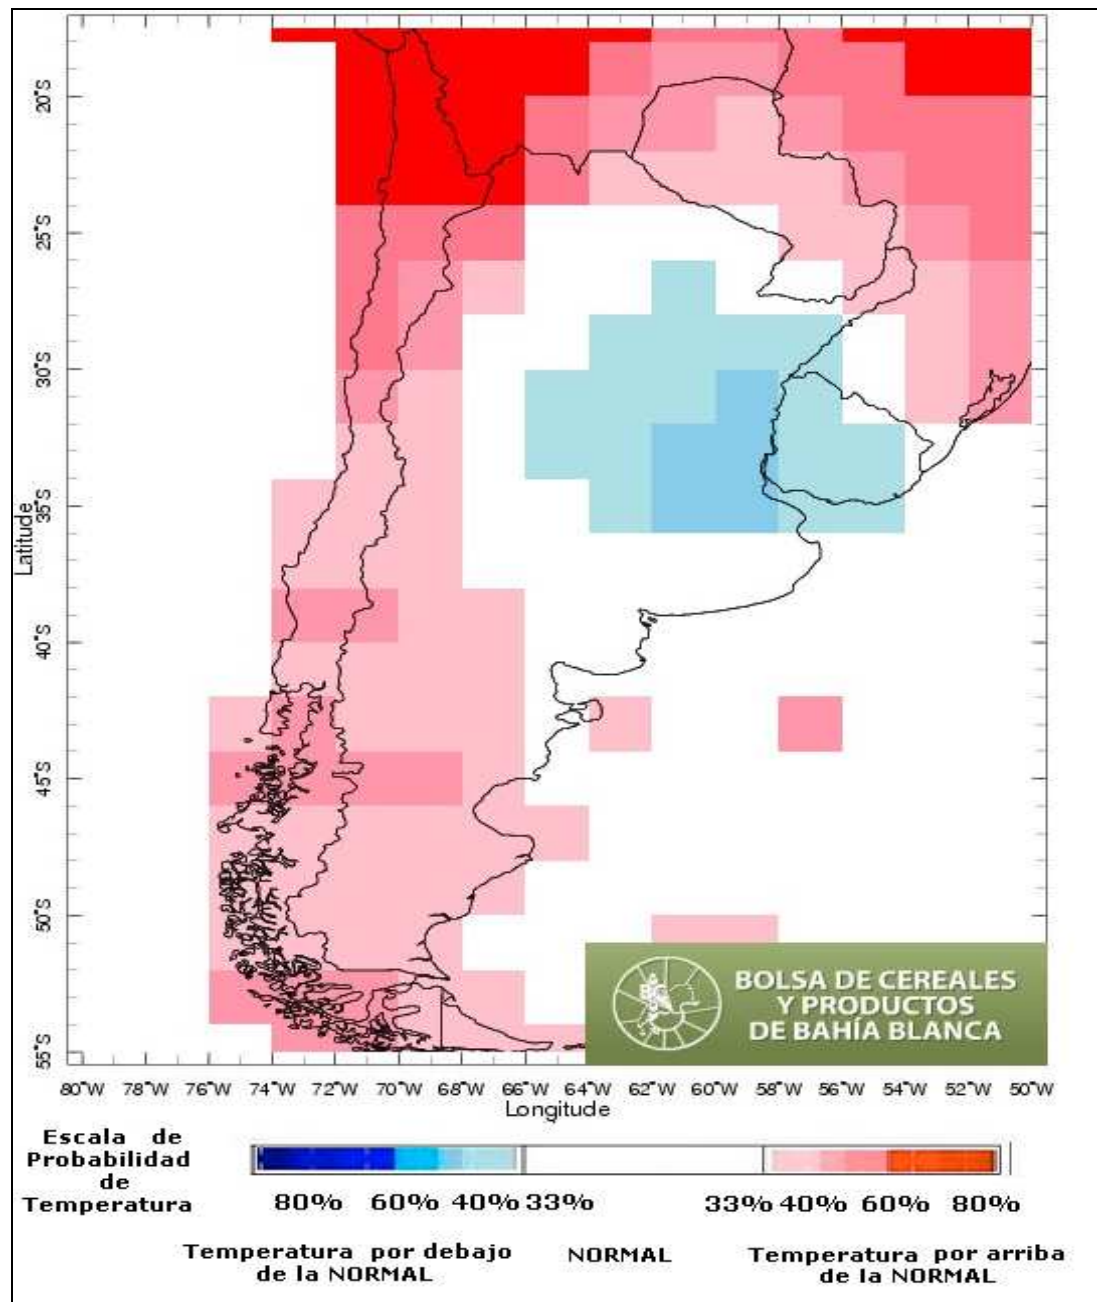 20°S
25°S
30°S
35°S
40°S
45°S
50°S
55°S
Latitude
BOLSA DE CEREALES
Y PRODUCTOS
DE BAHÍA BLANCA
80°W 78°W 76°W 74°W 72°W 70°W 68°W 66°W 64°W 62°W 60°W 58°W 56°W 54°W 52°W 50°W
Longitude
Escala de
Probabilidad
de
Temperatura
80% 60% 40% 33% 33% 40% 60% 80%
Temperatura por debajo
de la NORMAL
NORMAL
Temperatura por arriba
de la NORMAL